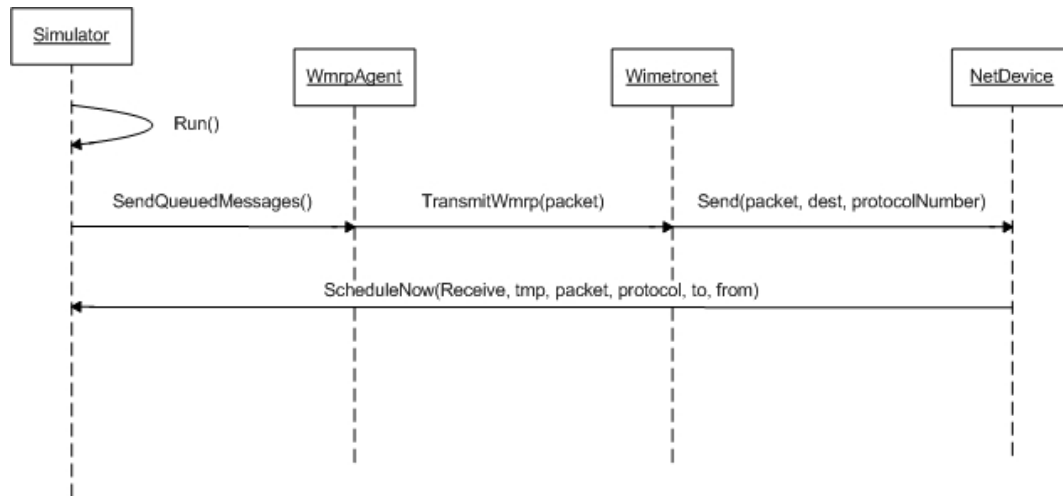 Simulator
WmrpAgent
Wimetronet
NetDevice
Run()
SendQueuedMessages()
TransmitWmrp(packet)
Send(packet, dest, protocolNumber)
ScheduleNow(Receive, tmp, packet, protocol, to, from)